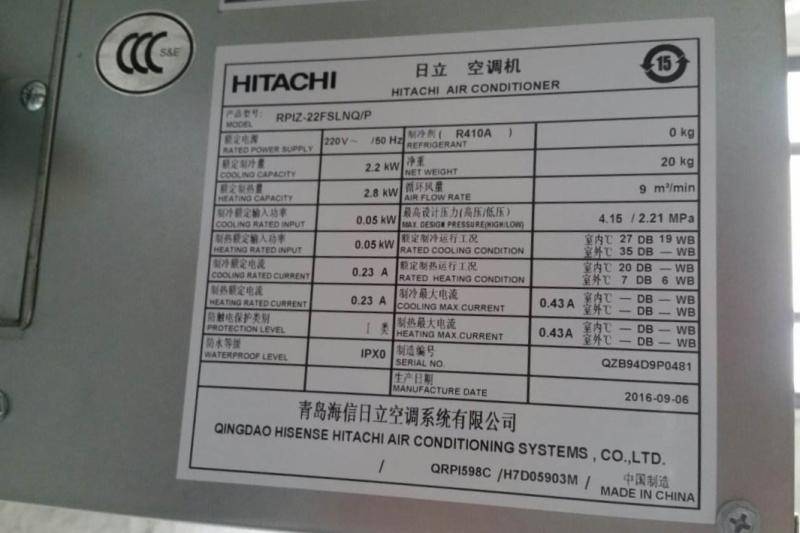 CCC S&E
HITACHI
日立 空调机
HITACHI AIR CONDITIONER
15
产品型号:
MODEL RPIZ-22FSLNQ/P
额定电源 220V～ /50 Hz
RATED POWER SUPPLY
制冷剂( R410A ) 0 kg
REFRIGERANT
额定制冷量 2.2 kW
COOLING CAPACITY
净重 20 kg
NET WEIGHT
额定制热量 2.8 kW
HEATING CAPACITY
循环风量 9 m³/min
AIR FLOW RATE
制冷额定输入功率 0.05 kW
COOLING RATED INPUT
最高设计压力(高压/低压) 4.15 / 2.21 MPa
MAX. DESIGN PRESSURE(HIGH/LOW)
制热额定输入功率 0.05 kW
HEATING RATED INPUT
额定制冷运行工况 室内℃ 27 DB 19 WB
RATED COOLING CONDITION 室外℃ 35 DB — WB
制冷额定电流 0.23 A
COOLING RATED CURRENT
额定制热运行工况 室内℃ 20 DB — WB
RATED HEATING CONDITION 室外℃ 7 DB 6 WB
制热额定电流 0.23 A
HEATING RATED CURRENT
制冷最大电流 0.43 A 室内℃ — DB — WB
COOLING MAX.CURRENT 室外℃ — DB — WB
防触电保护类别 I 类
PROTECTION LEVEL
制热最大电流 0.43 A 室内℃ — DB — WB
HEATING MAX.CURRENT 室外℃ — DB — WB
防水等级 IPX0
WATERPROOF LEVEL
制造编号 QZB94D9P0481
SERIAL NO.
生产日期 2016-09-06
MANUFACTURE DATE
青岛海信日立空调系统有限公司
QINGDAO HISENSE HITACHI AIR CONDITIONING SYSTEMS , CO.,LTD.
/ QRPI598C /H7D05903M / 中国制造
MADE IN CHINA